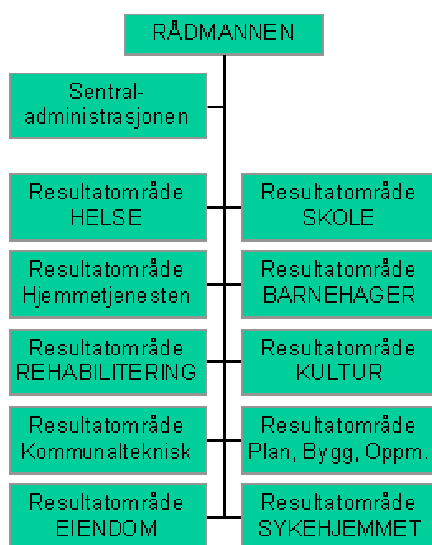 RÅDMANNEN
Sentral-
administrasjonen
Resultatområde
HELSE
Resultatområde
SKOLE
Resultatområde
Hjemmetjenesten
Resultatområde
BARNEHAGER
Resultatområde
REHABILITERING
Resultatområde
KULTUR
Resultatområde
Kommunalteknisk
Resultatområde
Plan, Bygg, Oppm.
Resultatområde
EIENDOM
Resultatområde
SYKEHJEMMET